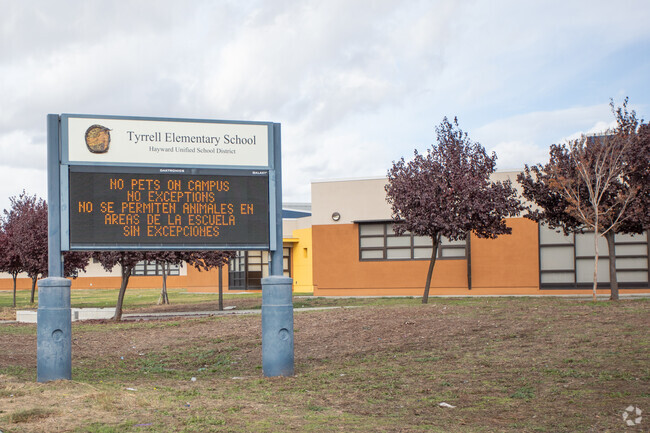 Tyrrell Elementary School
Hayward Unified School District
NO PETS ON CAMPUS
NO EXCEPTIONS
NO SE PERMITEN ANIMALES EN
AREAS DE LA ESCUELA
SIN EXCEPCIONES